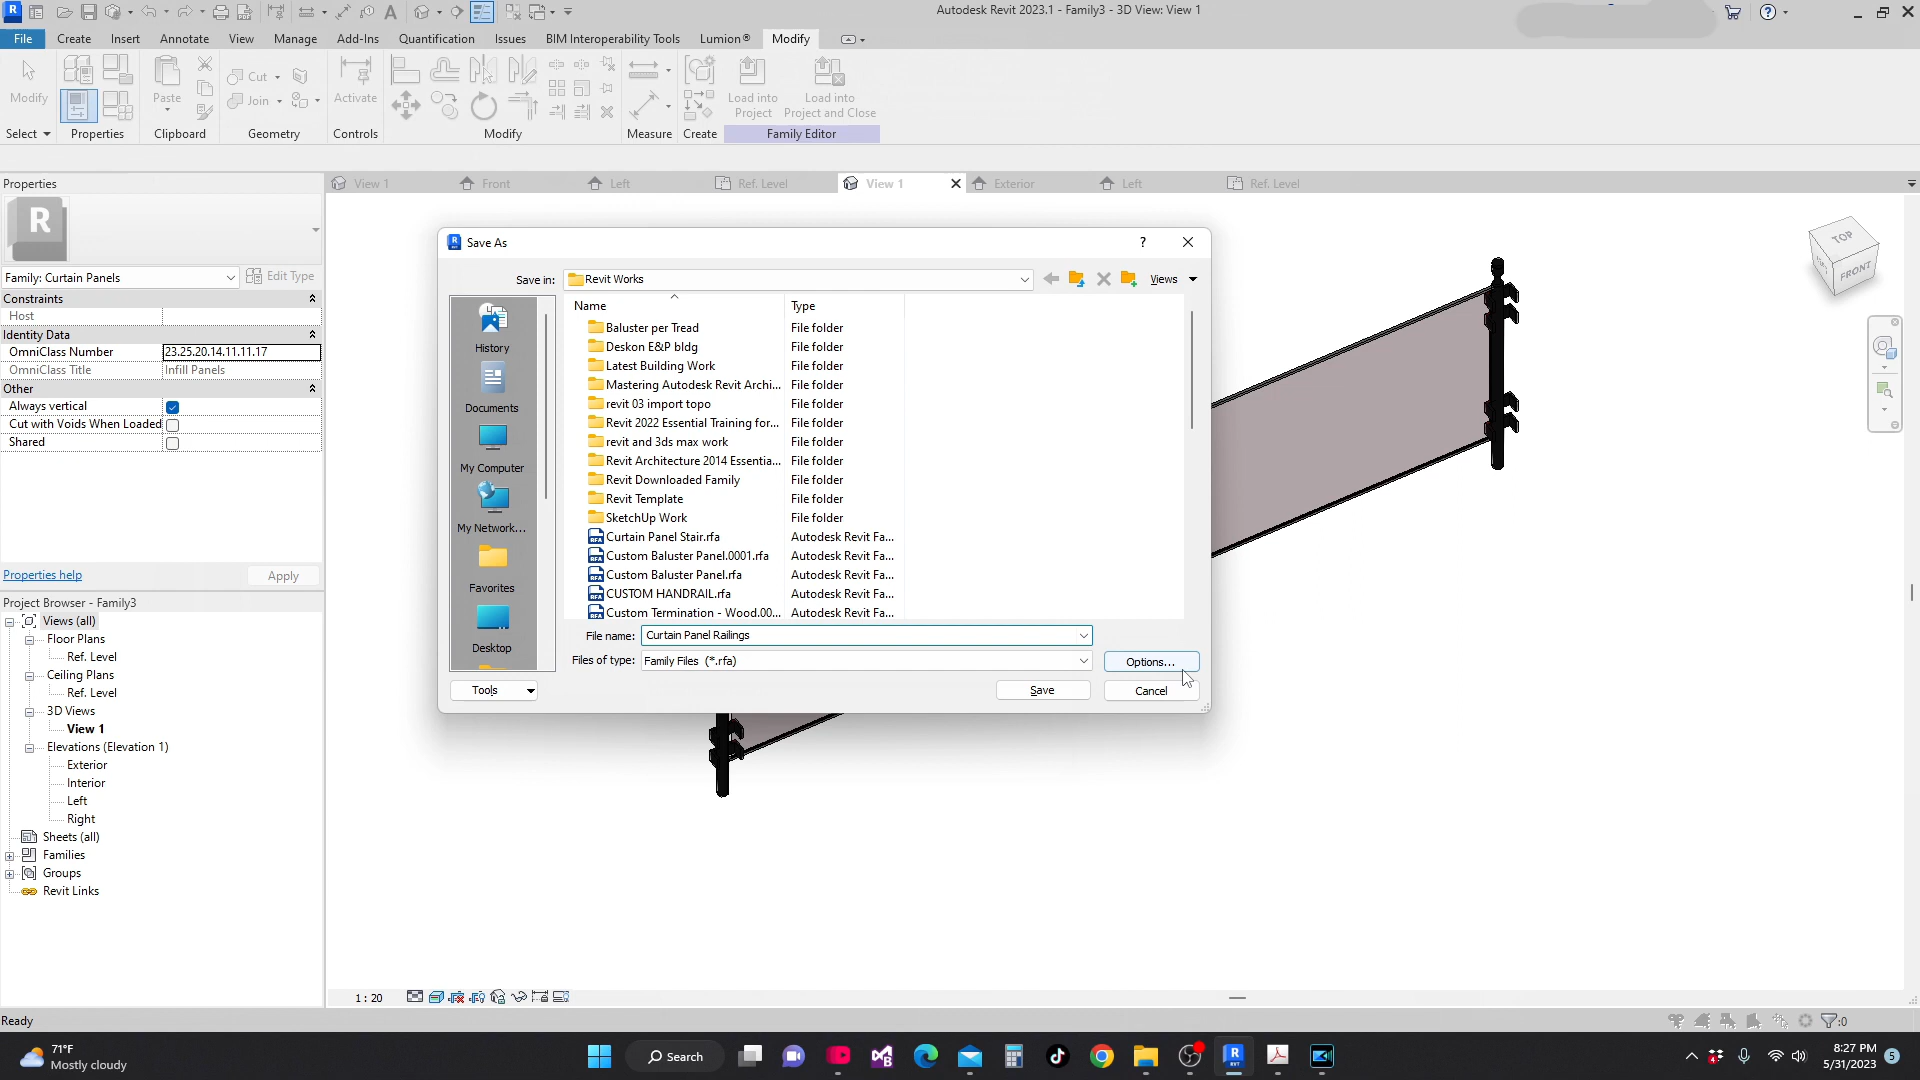 Autodesk Revit 2023.1 - Family3 - 3D View: View 1
File Create Insert Annotate View Manage Add-Ins Quantification Issues BIM Interoperability Tools Lumion® Modify
Modify Paste Cut Join Activate Load into Project Load into Project and Close
Select Properties Clipboard Geometry Controls Modify Measure Create Family Editor
Properties
View 1 Front Left Ref. Level View 1 Exterior Left Ref. Level
R
Family: Curtain Panels Edit Type
Constraints
Host
Identity Data
OmniClass Number 23.25.20.14.11.11.17
OmniClass Title Infill Panels
Other
Always vertical
Cut with Voids When Loaded
Shared
Properties help Apply
Project Browser - Family3
Views (all)
Floor Plans
Ref. Level
Ceiling Plans
Ref. Level
3D Views
View 1
Elevations (Elevation 1)
Exterior
Interior
Left
Right
Sheets (all)
Families
Groups
Revit Links
Save As
Save in: Revit Works Views
History
Documents
My Computer
My Network...
Favorites
Desktop
Name Type
Baluster per Tread File folder
Deskon E&P bldg File folder
Latest Building Work File folder
Mastering Autodesk Revit Archi... File folder
revit 03 import topo File folder
Revit 2022 Essential Training for... File folder
revit and 3ds max work File folder
Revit Architecture 2014 Essentia... File folder
Revit Downloaded Family File folder
Revit Template File folder
SketchUp Work File folder
Curtain Panel Stair.rfa Autodesk Revit Fa...
Custom Baluster Panel.0001.rfa Autodesk Revit Fa...
Custom Baluster Panel.rfa Autodesk Revit Fa...
CUSTOM HANDRAIL.rfa Autodesk Revit Fa...
Custom Termination - Wood.00... Autodesk Revit Fa...
File name: Curtain Panel Railings
Files of type: Family Files (*.rfa) Options...
Tools Save Cancel
TOP
FRONT
1 : 20
Ready
:0
71°F
Mostly cloudy
Search
8:27 PM
5/31/2023
5